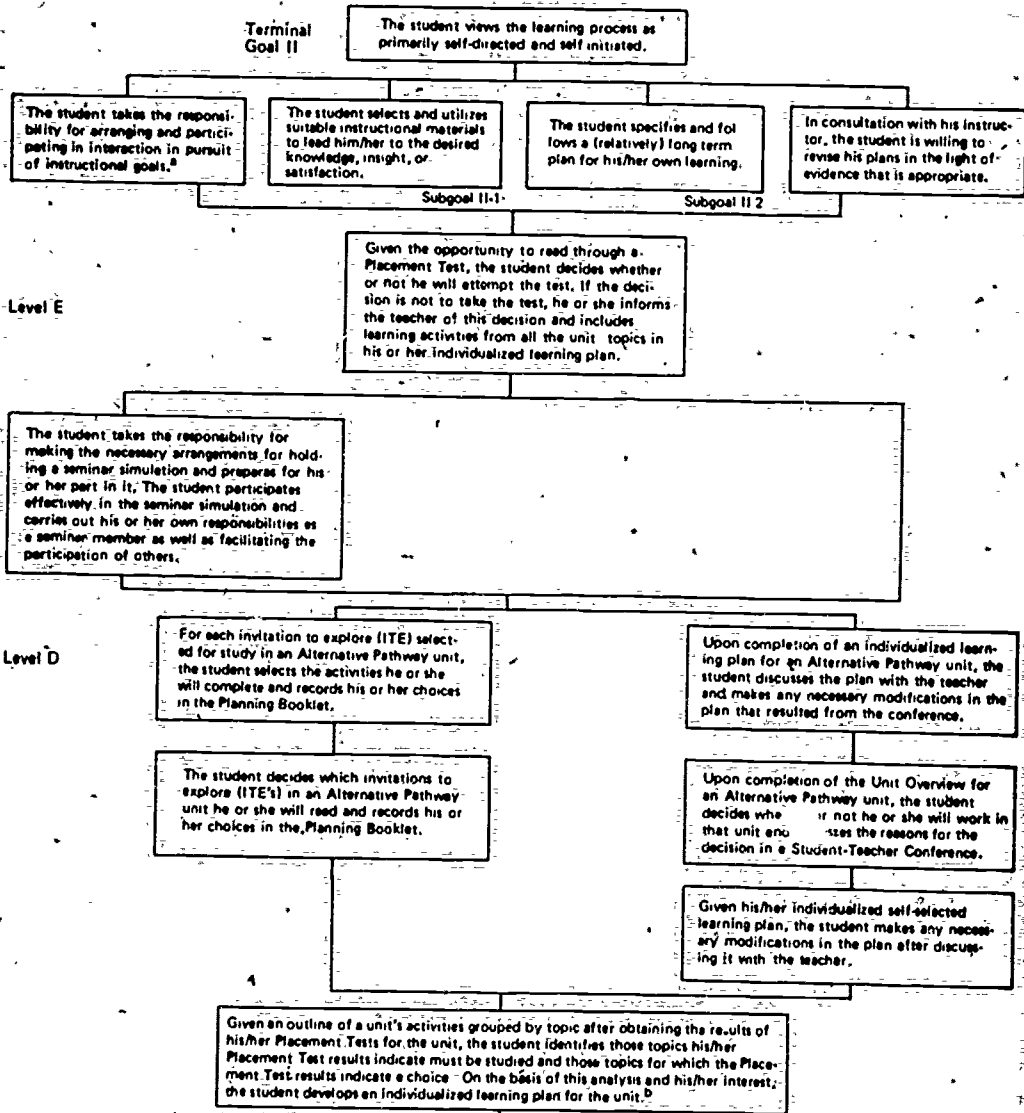 Terminal
Goal II
The student views the learning process as
primarily self-directed and self initiated.
The student takes the responsi-
bility for arranging and partici-
pating in interaction in pursuit
of instructional goals.a
The student selects and utilizes
suitable instructional materials
to lead him/her to the desired
knowledge, insight, or
satisfaction.
The student specifies and fol
lows a (relatively) long term
plan for his/her own learning.
In consultation with his instruc-
tor, the student is willing to
revise his plans in the light of
evidence that is appropriate.
Subgoal II-1
Subgoal II 2
Level E
Given the opportunity to read through a
Placement Test, the student decides whether
or not he will attempt the test. If the deci-
sion is not to take the test, he or she informs
the teacher of this decision and includes
learning activities from all the unit topics in
his or her individualized learning plan.
The student takes the responsibility for
making the necessary arrangements for hold-
ing a seminar simulation and prepares for his
or her part in it. The student participates
effectively in the seminar simulation and
carries out his or her own responsibilities as
a seminar member as well as facilitating the
participation of others.
Level D
For each invitation to explore (ITE) select-
ed for study in an Alternative Pathway unit,
the student selects the activities he or she
will complete and records his or her choices
in the Planning Booklet.
Upon completion of an individualized learn-
ing plan for an Alternative Pathway unit, the
student discusses the plan with the teacher
and makes any necessary modifications in the
plan that resulted from the conference.
The student decides which invitations to
explore (ITE's) in an Alternative Pathway
unit he or she will read and records his or
her choices in the Planning Booklet.
Upon completion of the Unit Overview for
an Alternative Pathway unit, the student
decides not he or she will work in
that unit the reasons for the
decision in a Student-Teacher Conference.
Given his/her individualized self-selected
learning plan, the student makes any necess-
ary modifications in the plan after discuss-
ing it with the teacher.
4
Given an outline of a unit's activities grouped by topic after obtaining the results of
his/her Placement Tests for the unit, the student identifies those topics his/her
Placement Test results indicate must be studied and those topics for which the Place-
ment Test results indicate a choice On the basis of this analysis and his/her interest,
the student develops an individualized learning plan for the unit.b